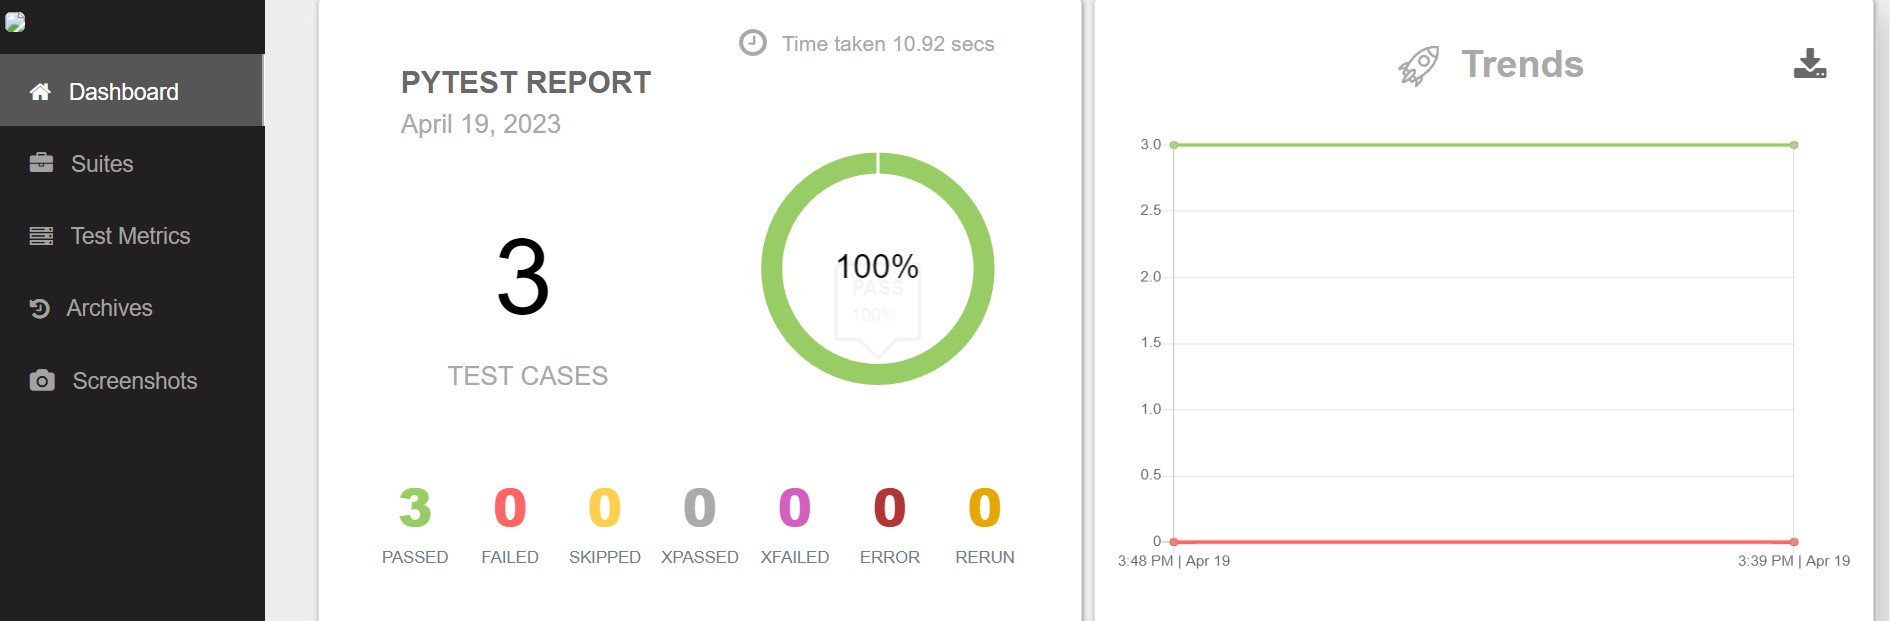 Dashboard
Suites
Test Metrics
Archives
Screenshots
Time taken 10.92 secs
PYTEST REPORT
April 19, 2023
3
TEST CASES
100%
PASS
100%
3 0 0 0 0 0 0
PASSED FAILED SKIPPED XPASSED XFAILED ERROR RERUN
Trends
3.0
2.5
2.0
1.5
1.0
0.5
0
3:48 PM | Apr 19 3:39 PM | Apr 19